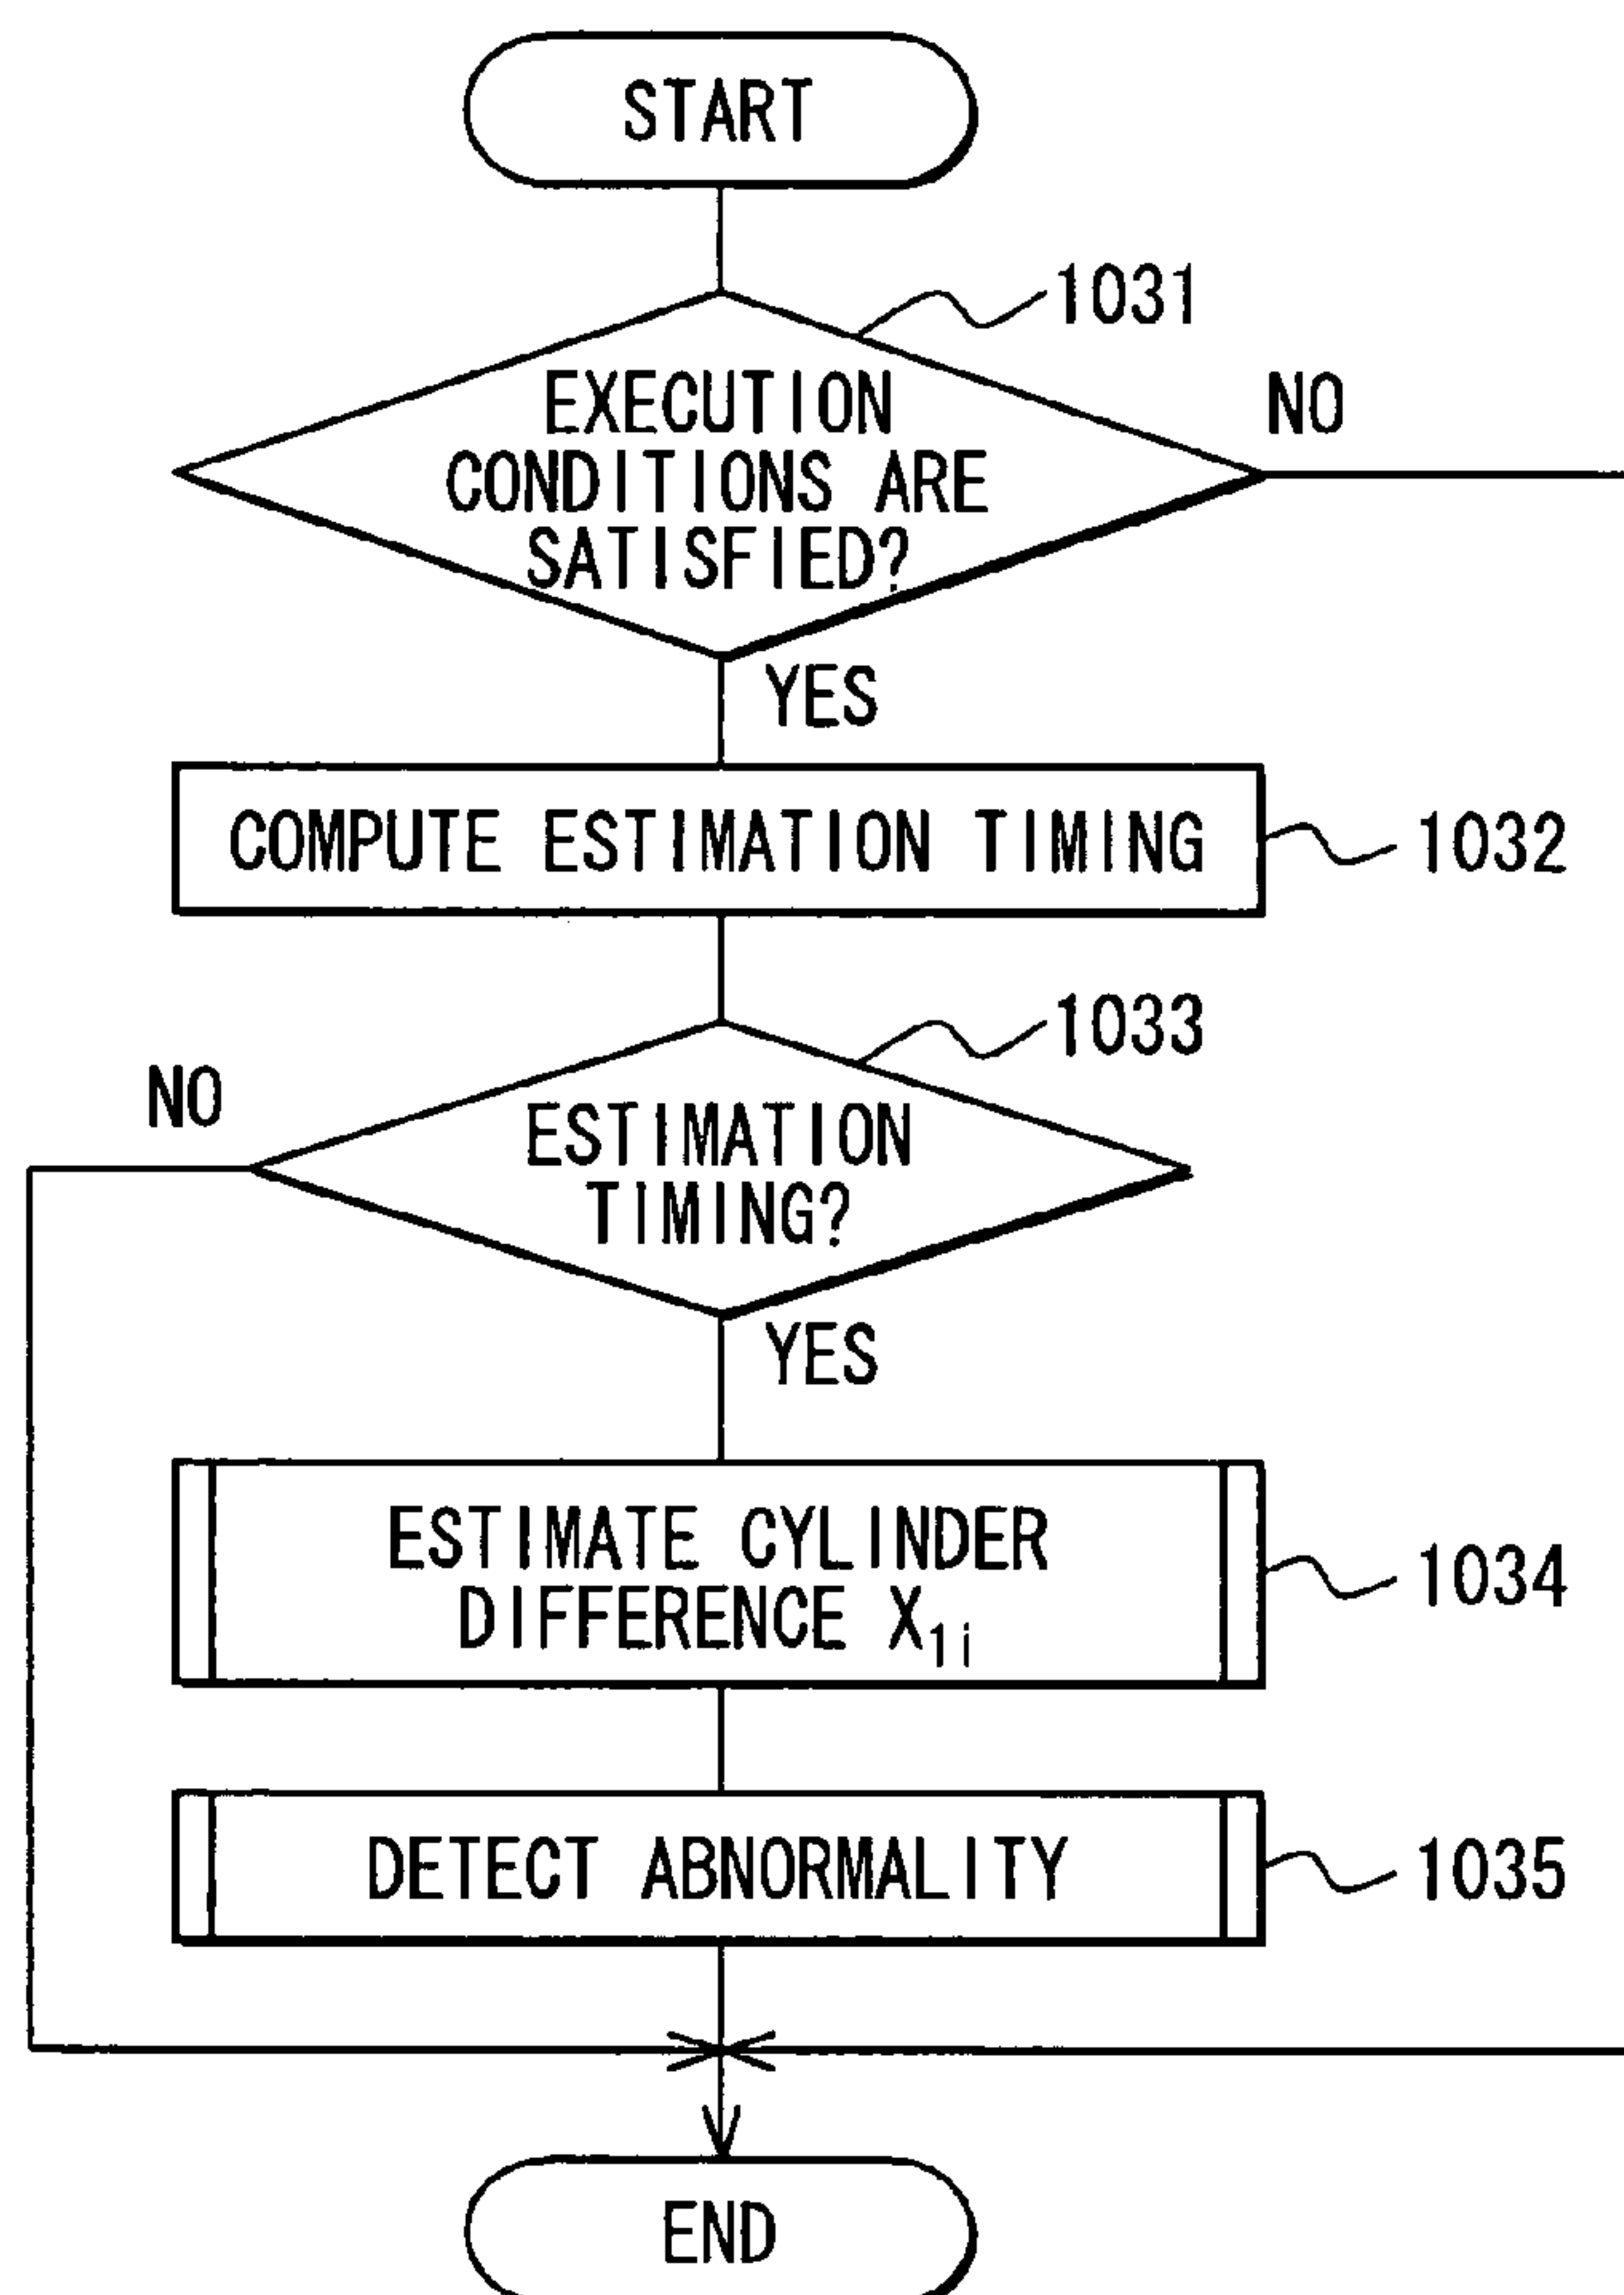 START
1031
EXECUTION
CONDITIONS ARE
SATISFIED?
NO
YES
COMPUTE ESTIMATION TIMING
1032
1033
NO
ESTIMATION
TIMING?
YES
ESTIMATE CYLINDER
DIFFERENCE X1i
1034
DETECT ABNORMALITY
1035
END